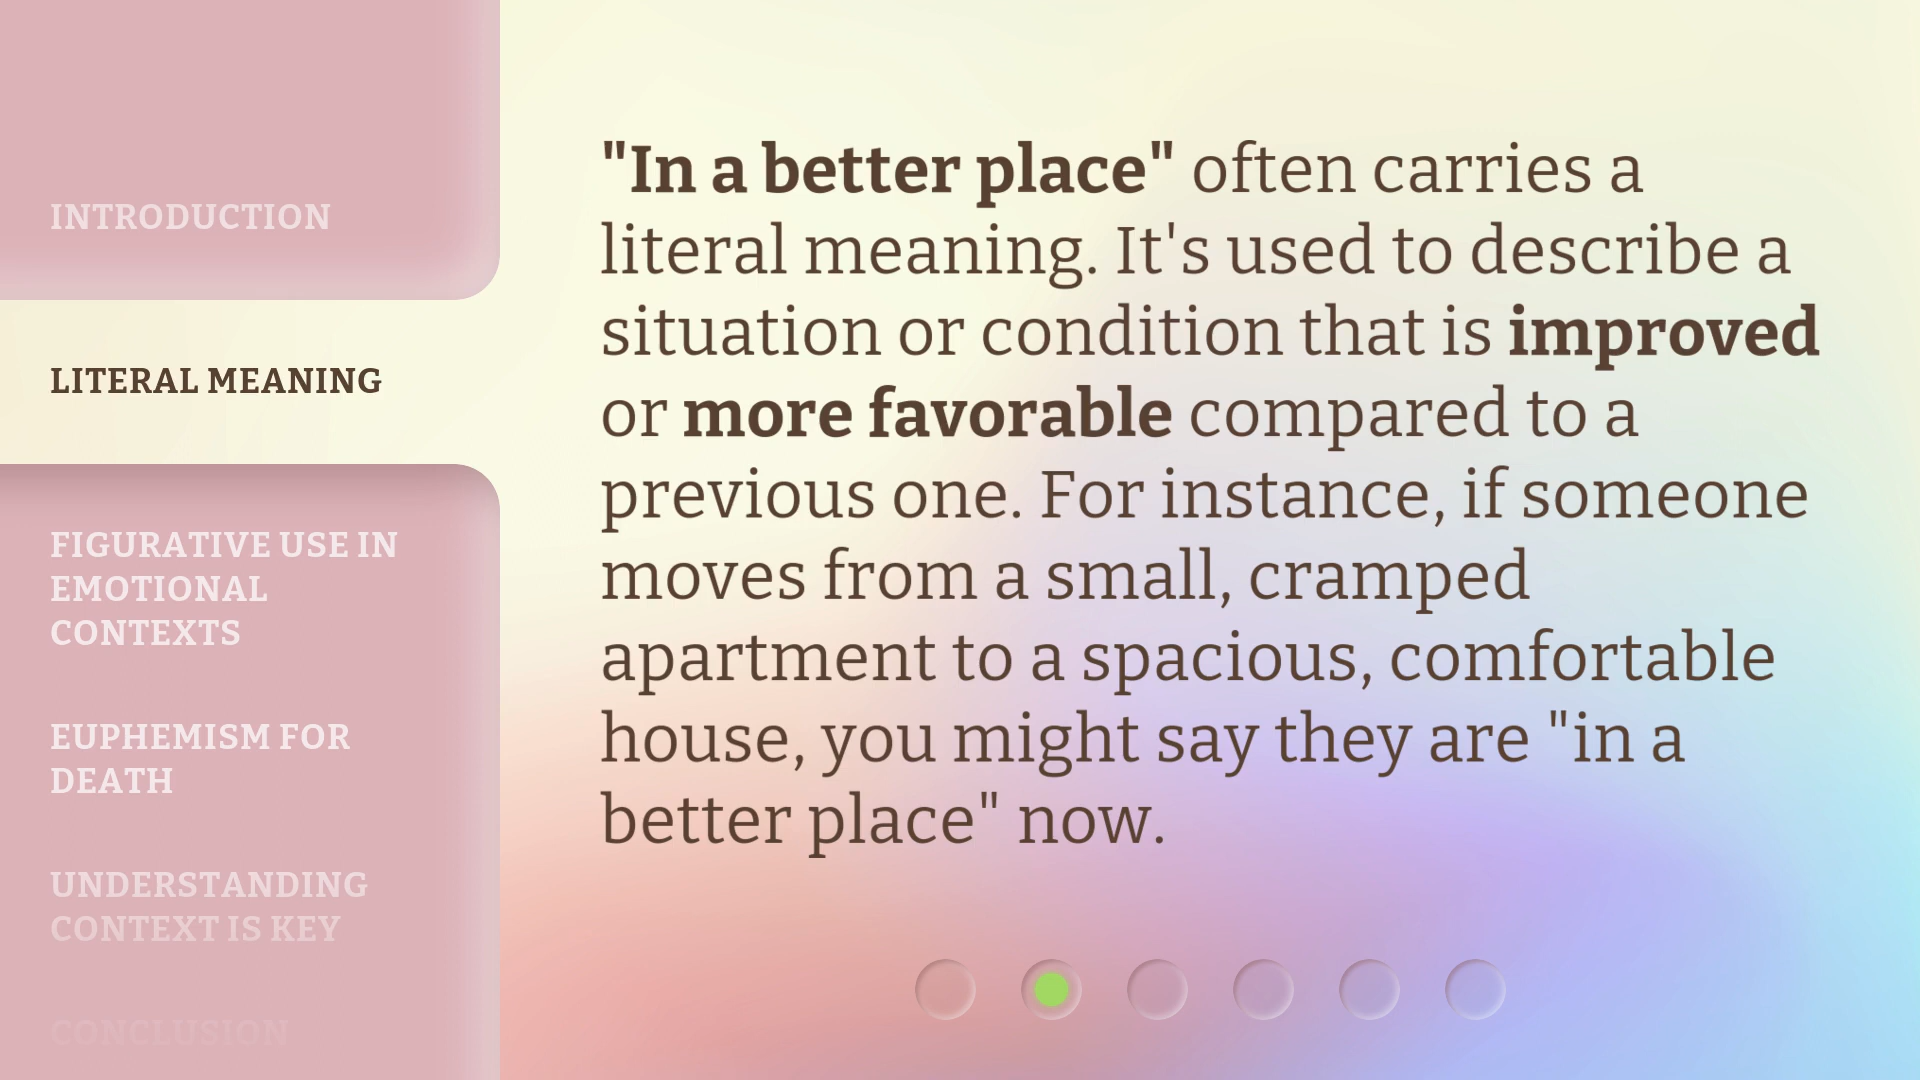 INTRODUCTION
LITERAL MEANING
FIGURATIVE USE IN
EMOTIONAL
CONTEXTS
EUPHEMISM FOR
DEATH
UNDERSTANDING
CONTEXT IS KEY
CONCLUSION
"In a better place" often carries a
literal meaning. It's used to describe a
situation or condition that is improved
or more favorable compared to a
previous one. For instance, if someone
moves from a small, cramped
apartment to a spacious, comfortable
house, you might say they are "in a
better place" now.